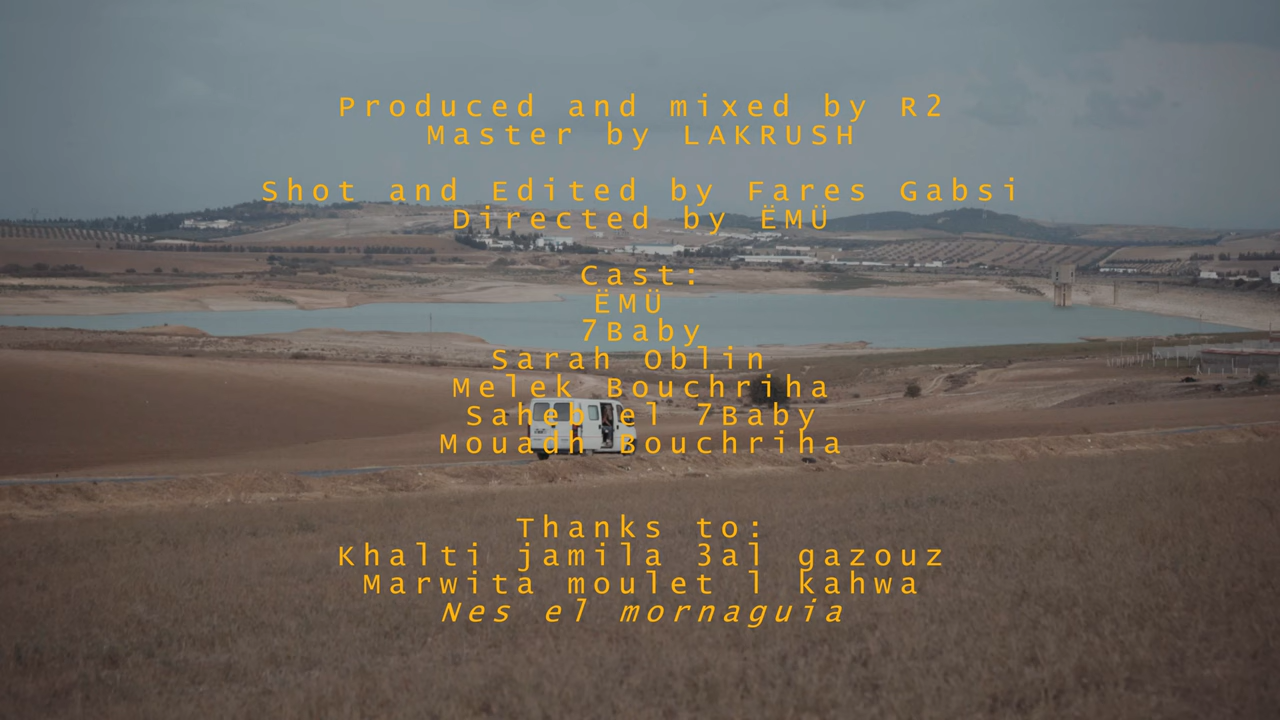 Produced and mixed by R2
Master by LAKRUSH
Shot and Edited by Fares Gabsi
Directed by ËMÜ
Cast:
ËMÜ
7Baby
Sarah Oblin
Melek Bouchriha
Saheb el 7Baby
Mouadh Bouchriha
Thanks to:
Khalti jamila 3al gazouz
Marwita moulet l kahwa
Nes el mornaguia